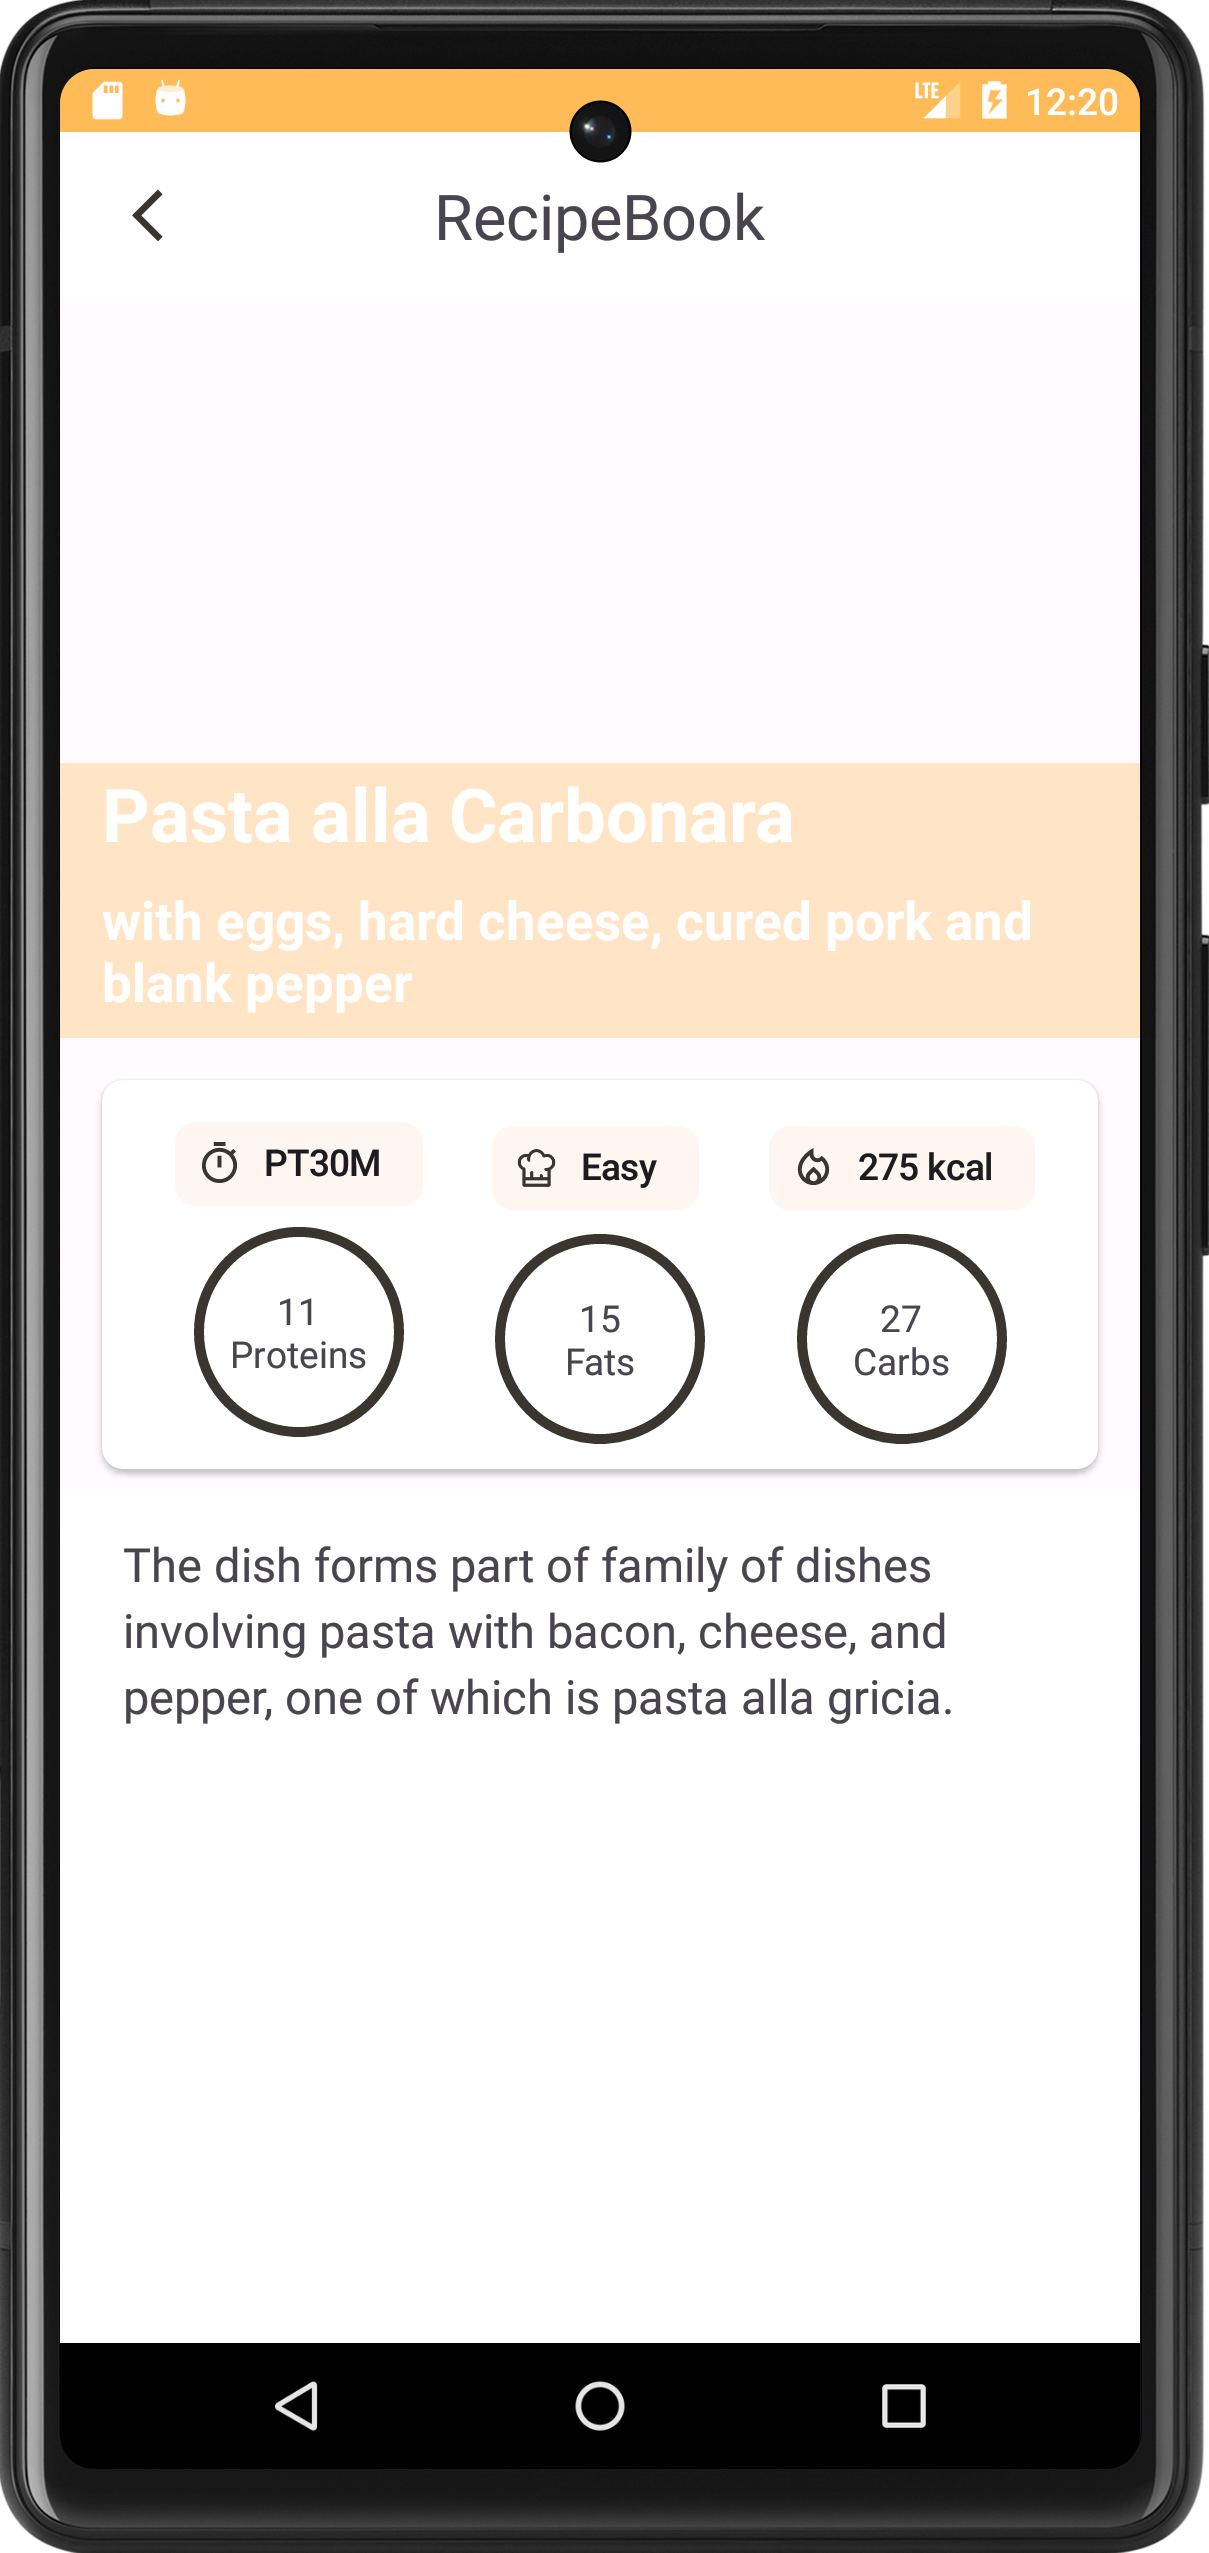 LTE 12:20
RecipeBook
Pasta alla Carbonara
with eggs, hard cheese, cured pork and
blank pepper
PT30M Easy 275 kcal
11 15 27
Proteins Fats Carbs
The dish forms part of family of dishes
involving pasta with bacon, cheese, and
pepper, one of which is pasta alla gricia.